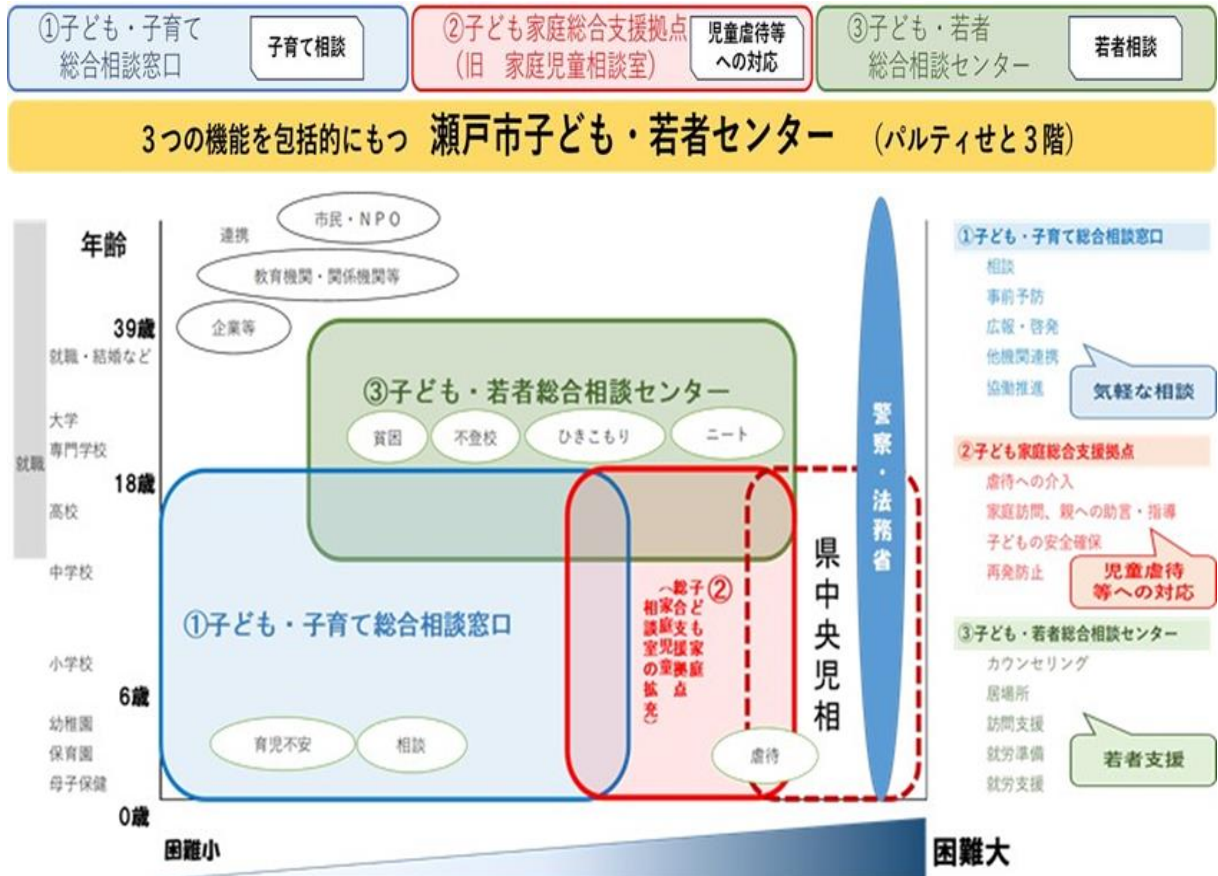 ①子ども・子育て
総合相談窓口
子育て相談
②子ども家庭総合支援拠点
(旧　家庭児童相談室)
児童虐待等
への対応
③子ども・若者
総合相談センター
若者相談
３つの機能を包括的にもつ　瀬戸市子ども・若者センター　（パルティせと３階）
年齢
39歳
就職・結婚など
大学
専門学校
就職
18歳
高校
中学校
小学校
6歳
幼稚園
保育園
母子保健
0歳
連携
市民・ＮＰＯ
教育機関・関係機関等
企業等
③子ども・若者総合相談センター
貧困
不登校
ひきこもり
ニート
①子ども・子育て総合相談窓口
育児不安
相談
②
子ども家庭
総合支援拠点
（家庭児童
相談室の拡充）
虐待
県中央児相
警察・法務省
困難小
困難大
①子ども・子育て総合相談窓口
相談
事前予防
広報・啓発
他機関連携
協働推進
気軽な相談
②子ども家庭総合支援拠点
虐待への介入
家庭訪問、親への助言・指導
子どもの安全確保
再発防止
児童虐待
等への対応
③子ども・若者総合相談センター
カウンセリング
居場所
訪問支援
就労準備
就労支援
若者支援